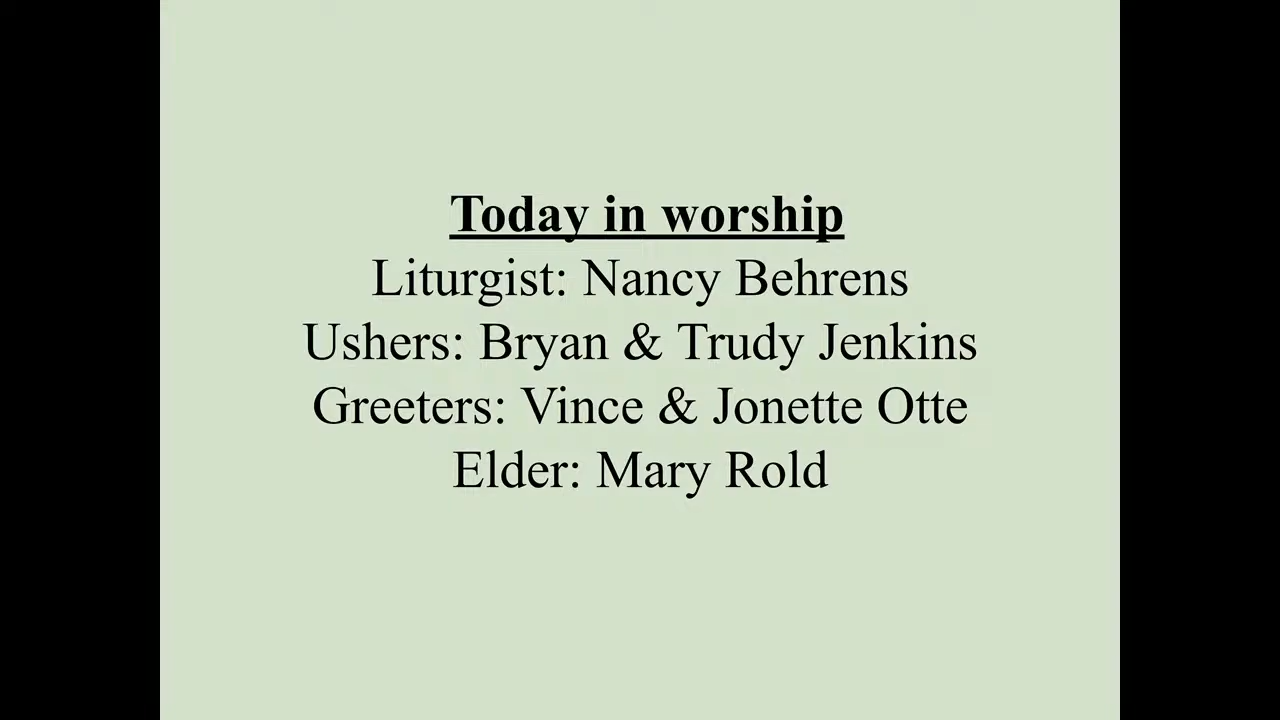 Today in worship
Liturgist: Nancy Behrens
Ushers: Bryan & Trudy Jenkins
Greeters: Vince & Jonette Otte
Elder: Mary Rold